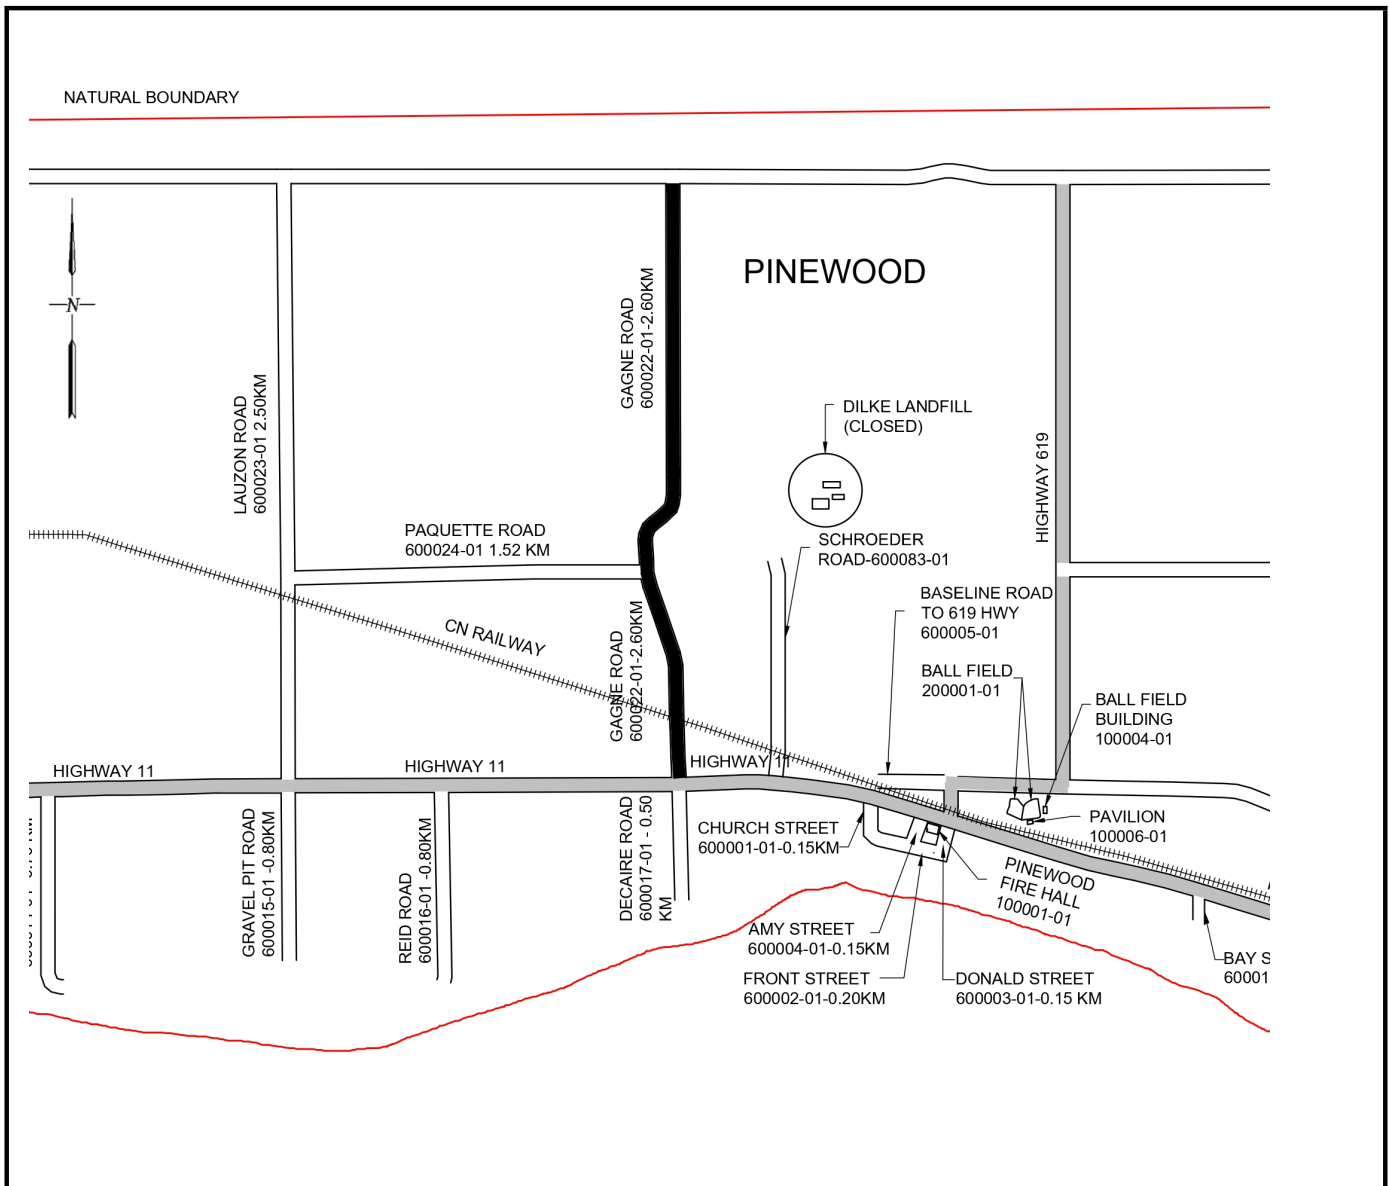 NATURAL BOUNDARY
N
PINEWOOD
GAGNE ROAD
600022-01-2.60KM
LAUZON ROAD
600023-01 2.50KM
DILKE LANDFILL
(CLOSED)
HIGHWAY 619
PAQUETTE ROAD
600024-01 1.52 KM
SCHROEDER
ROAD-600083-01
BASELINE ROAD
TO 619 HWY
600005-01
CN RAILWAY
GAGNE ROAD
600022-01-2.60KM
BALL FIELD
200001-01
BALL FIELD
BUILDING
100004-01
HIGHWAY 11
HIGHWAY 11
HIGHWAY 11
PAVILION
100006-01
CHURCH STREET
600001-01-0.15KM
GRAVEL PIT ROAD
600015-01 -0.80KM
REID ROAD
600016-01 -0.80KM
DECAIRE ROAD
600017-01 - 0.50
KM
PINEWOOD
FIRE HALL
100001-01
AMY STREET
600004-01-0.15KM
FRONT STREET
600002-01-0.20KM
DONALD STREET
600003-01-0.15 KM
BAY S
60001